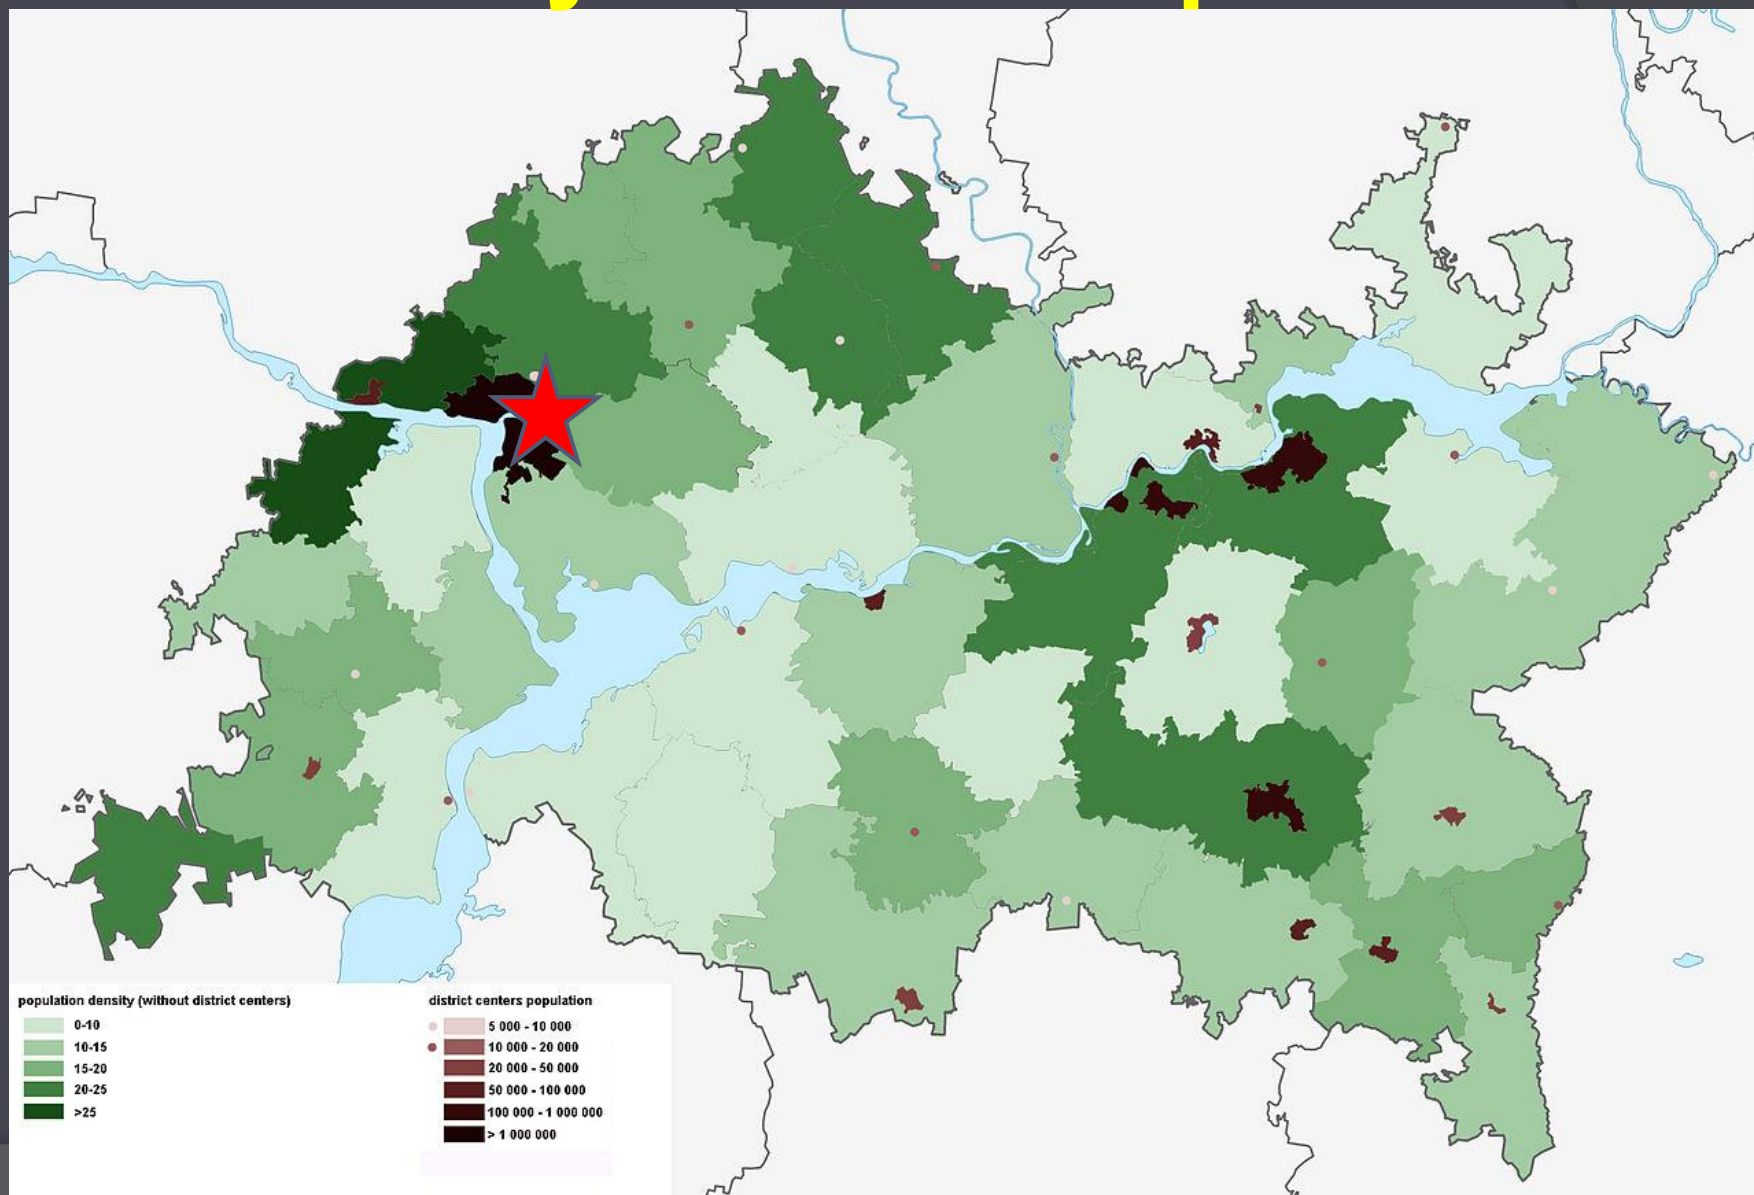 population density (without district centers)
0-10
10-15
15-20
20-25
>25
district centers population
5 000 - 10 000
10 000 - 20 000
20 000 - 50 000
50 000 - 100 000
100 000 - 1 000 000
> 1 000 000